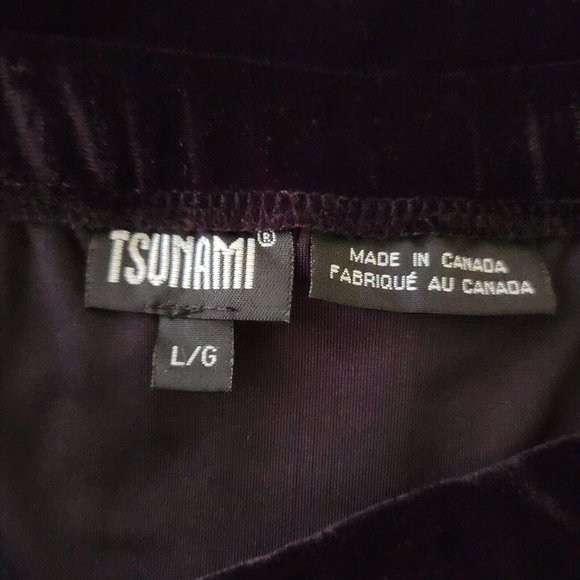 TSUNAMI®
L/G
MADE IN CANADA
FABRIQUÉ AU CANADA